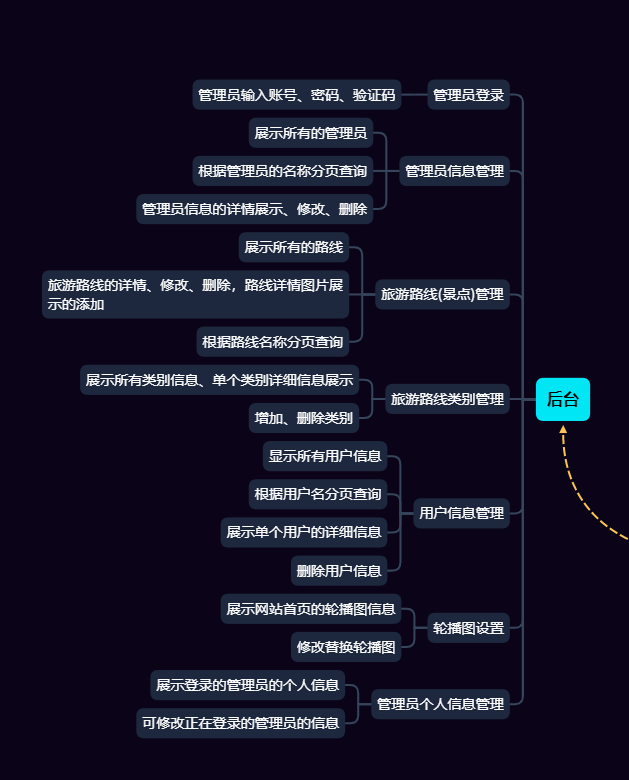 管理员输入账号、密码、验证码
管理员登录
展示所有的管理员
根据管理员的名称分页查询
管理员信息管理
管理员信息的详情展示、修改、删除
展示所有的路线
旅游路线的详情、修改、删除，路线详情图片展
示的添加
旅游路线(景点)管理
根据路线名称分页查询
展示所有类别信息、单个类别详细信息展示
旅游路线类别管理
增加、删除类别
后台
显示所有用户信息
根据用户名分页查询
用户信息管理
展示单个用户的详细信息
删除用户信息
展示网站首页的轮播图信息
轮播图设置
修改替换轮播图
展示登录的管理员的个人信息
管理员个人信息管理
可修改正在登录的管理员的信息